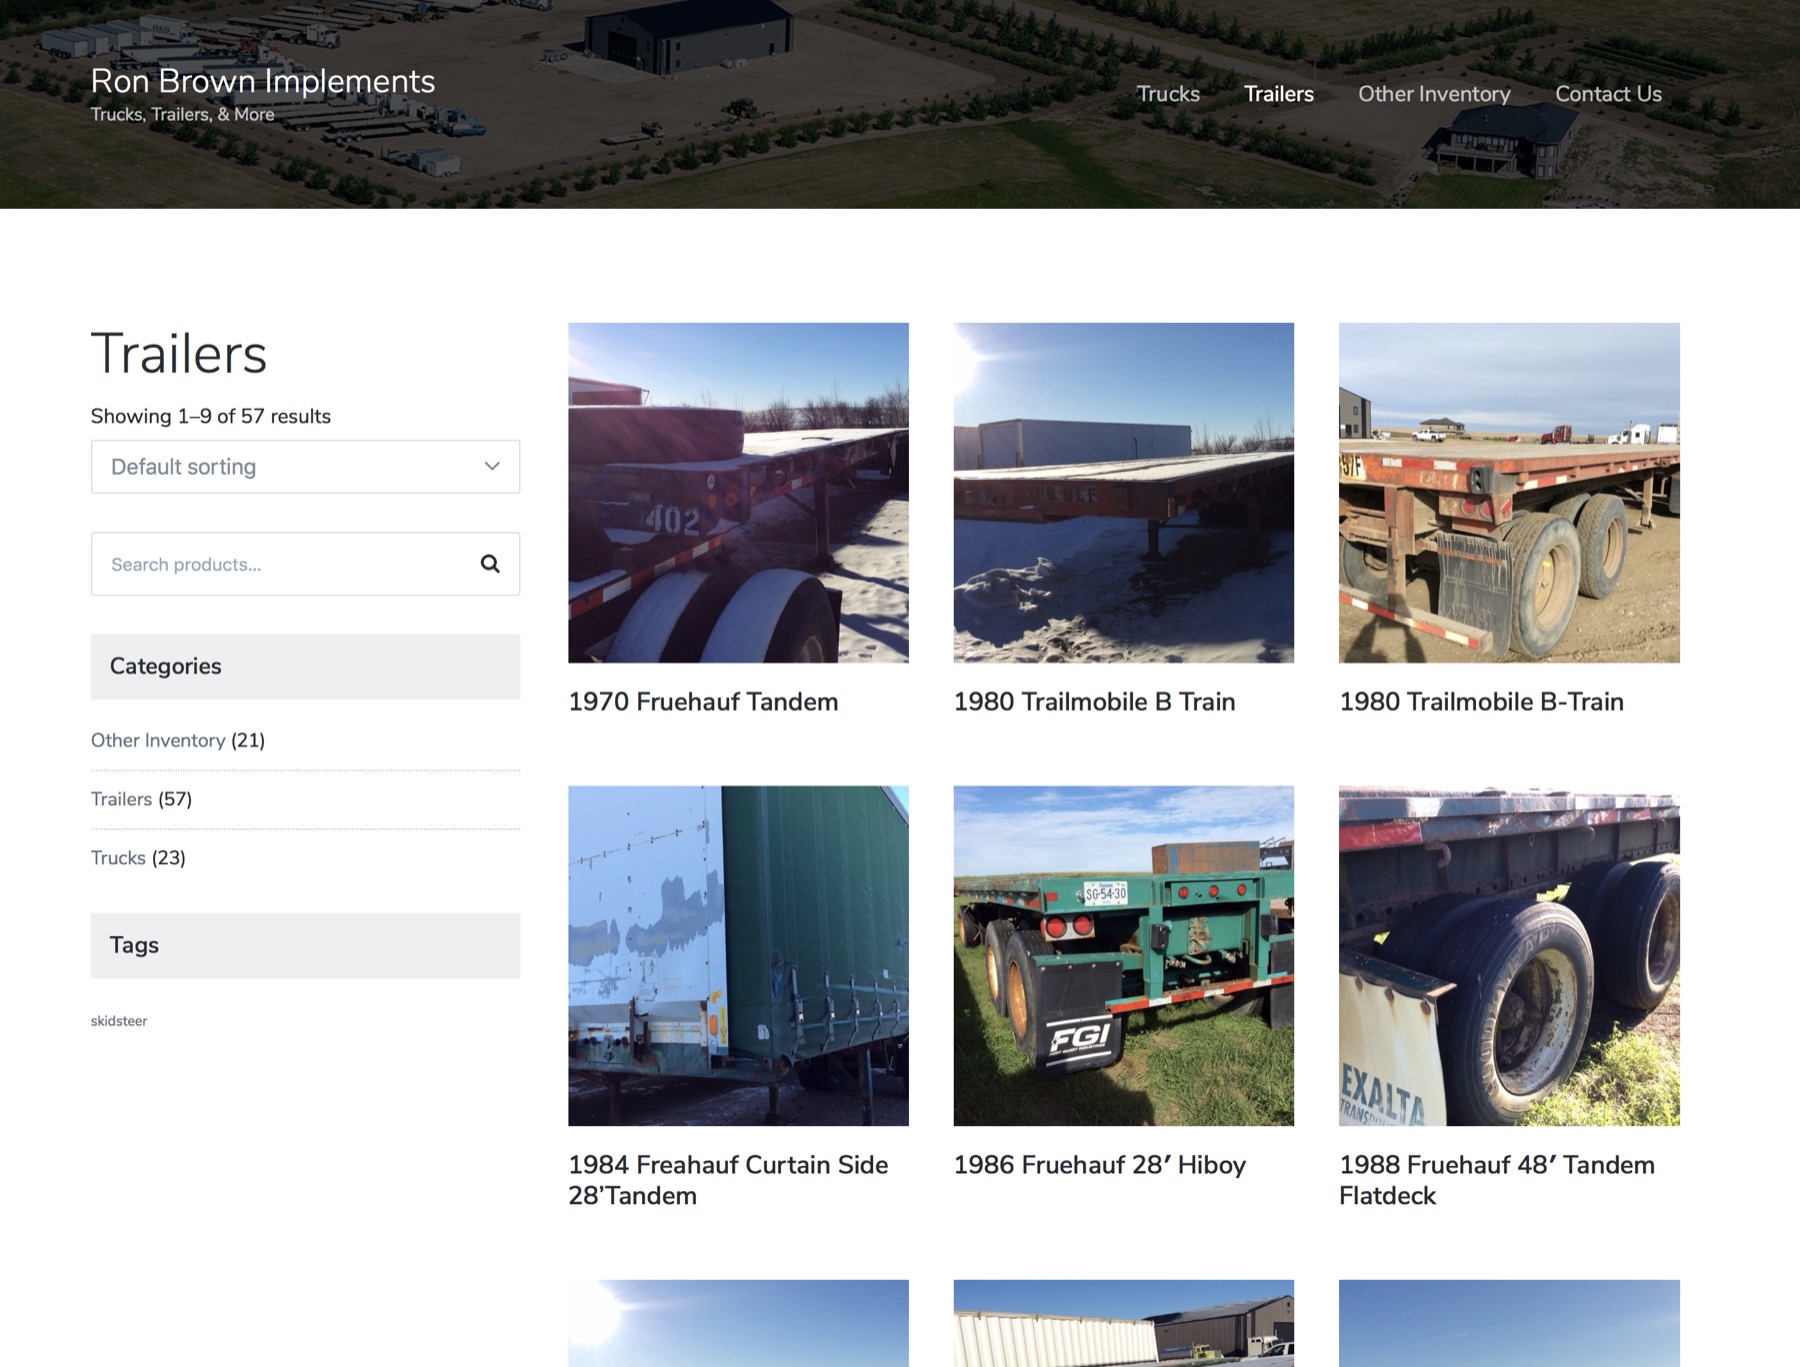 Ron Brown Implements
Trucks, Trailers, & More
Trucks
Trailers
Other Inventory
Contact Us
Trailers
Showing 1–9 of 57 results
Default sorting
Search products...
Categories
Other Inventory (21)
Trailers (57)
Trucks (23)
Tags
skidsteer
402
1970 Fruehauf Tandem
1980 Trailmobile B Train
1980 Trailmobile B-Train
1984 Freahauf Curtain Side
28’Tandem
SG-54-30
FGI
1986 Fruehauf 28′ Hiboy
EXALTA
1988 Fruehauf 48′ Tandem
Flatdeck